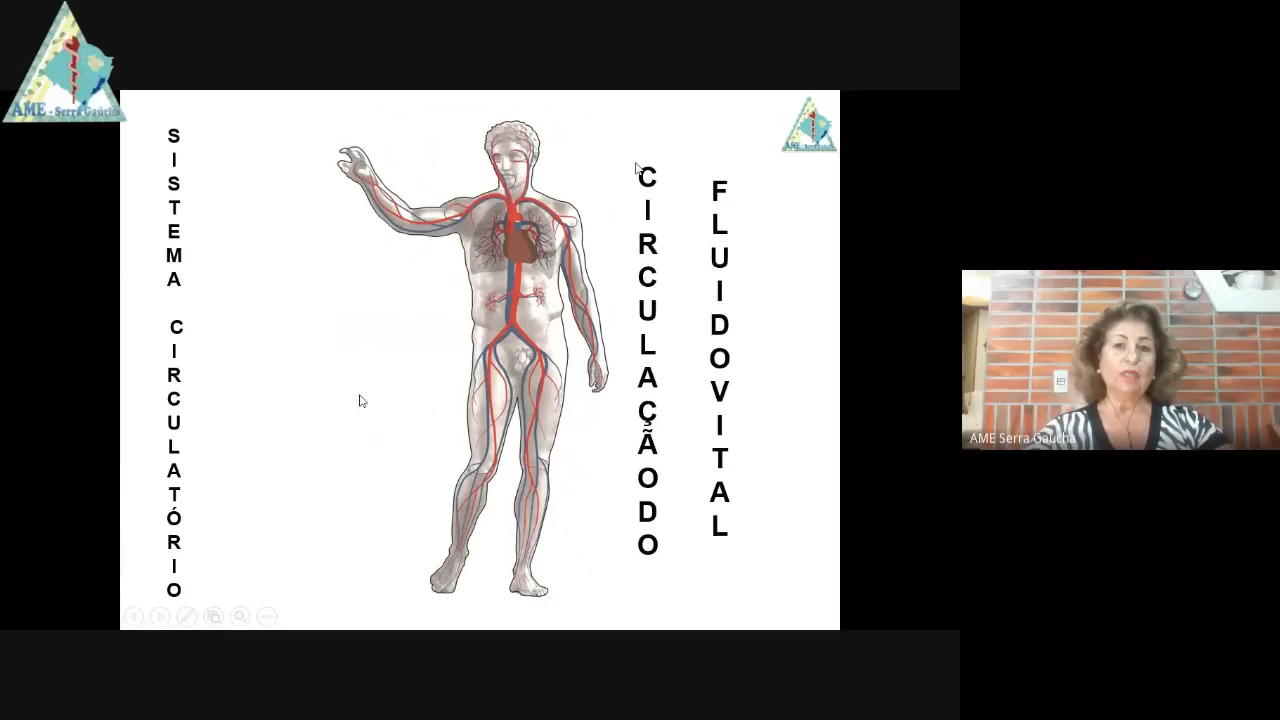 AME - Serra Gaúcha
SISTEMA CIRCULATÓRIO
CIRCULAÇÃO DO
FLUIDO VITAL
AME Serra Gaúcha